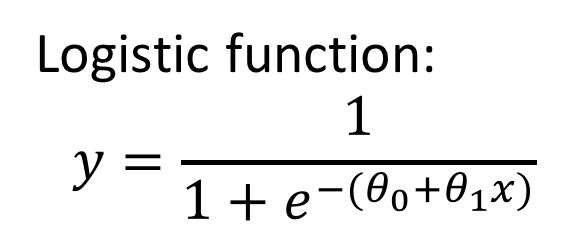 Logistic function:
y = 1 / (1 + e^−(θ₀+θ₁x))